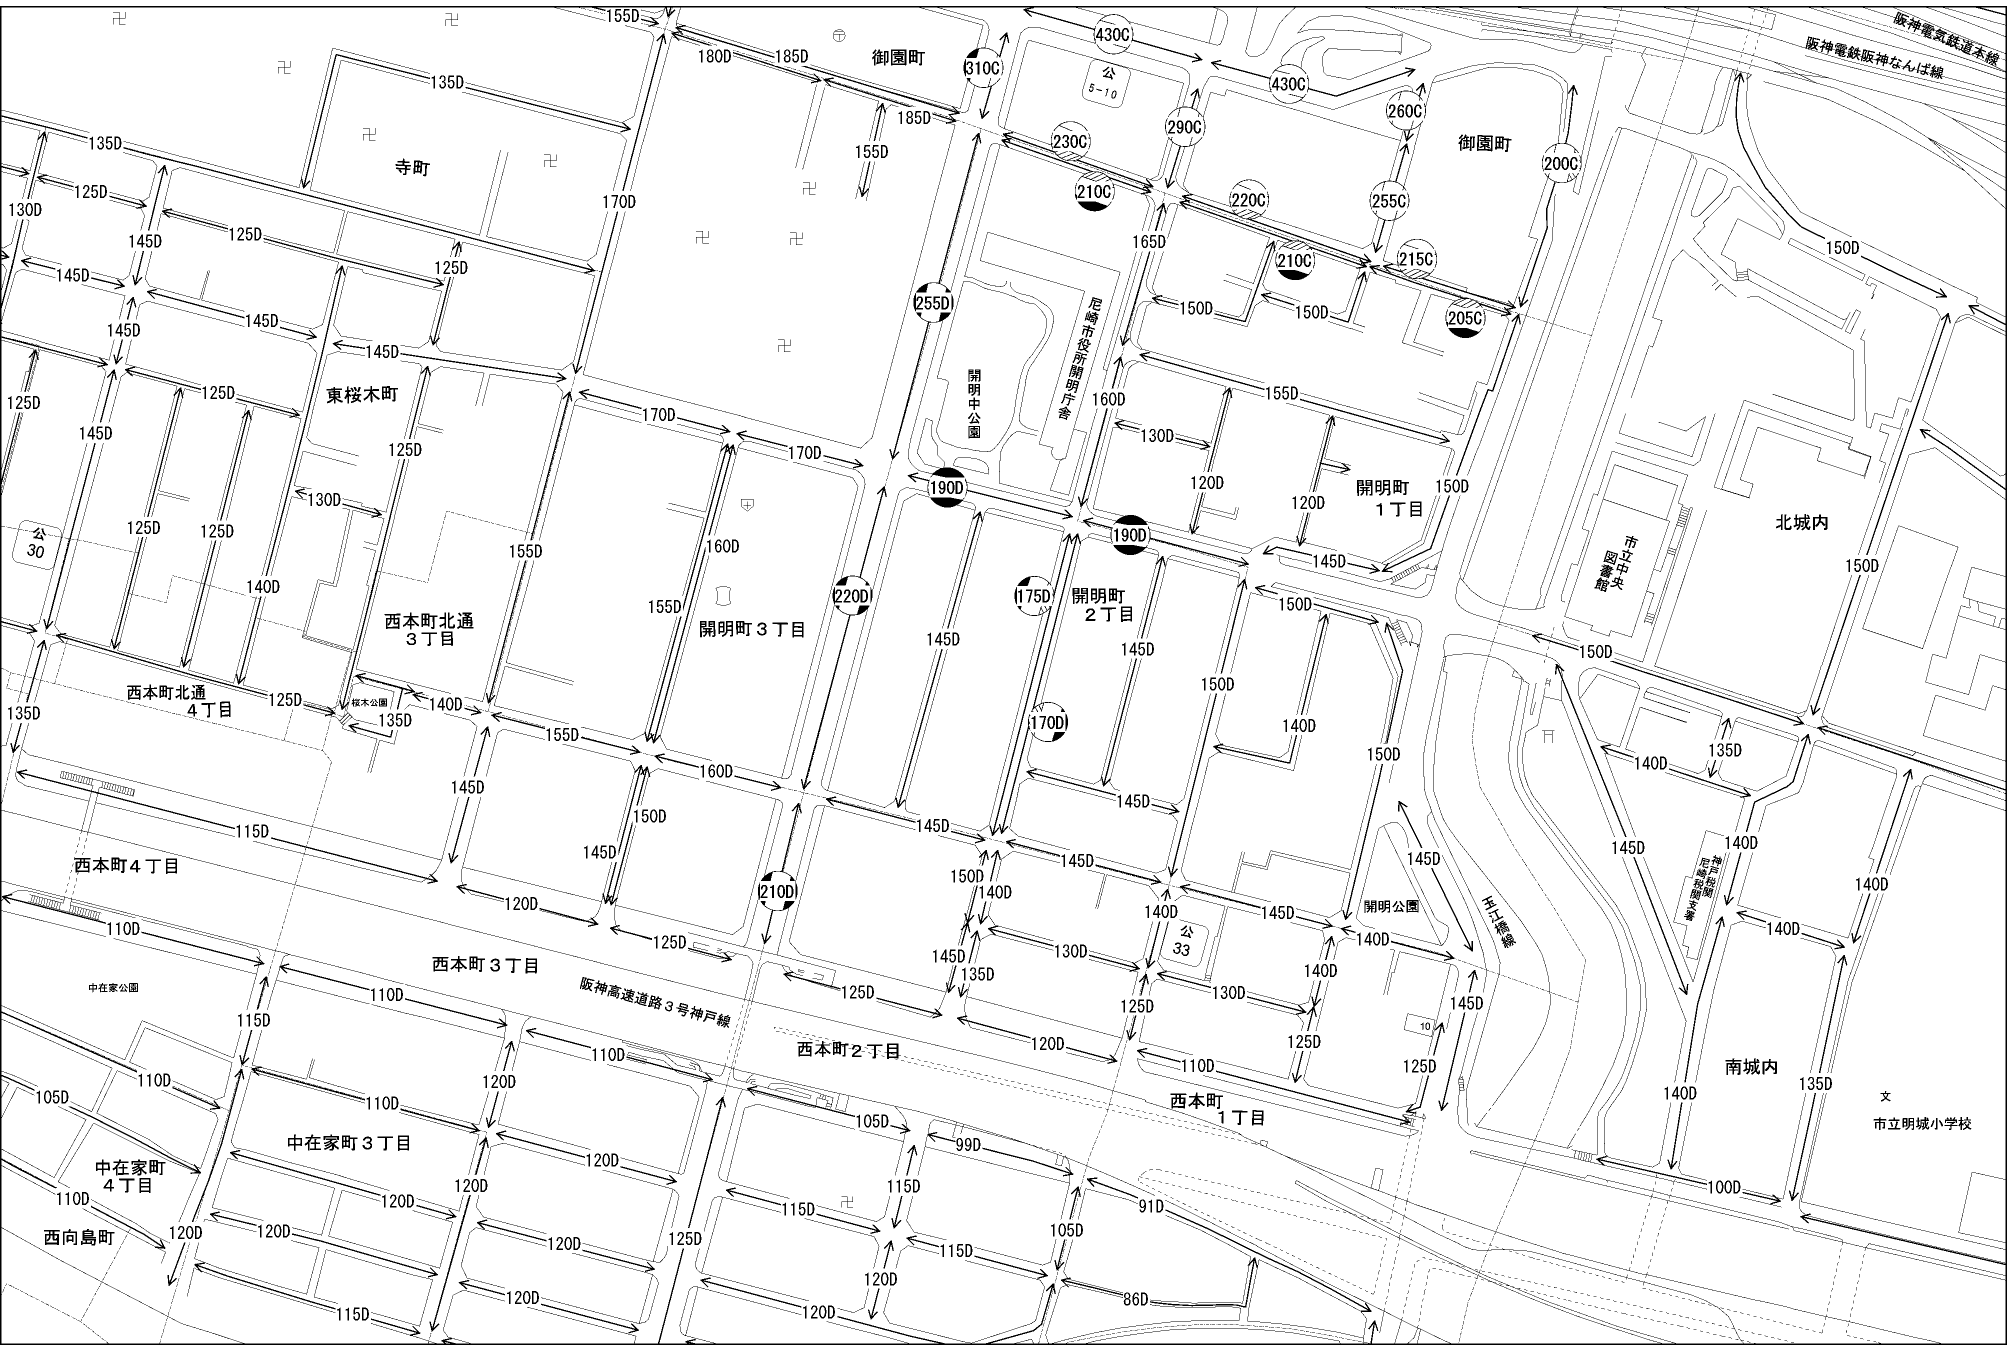 155D
180D
185D
御園町
310C
430C
公
5-10
430C
阪神電気鉄道本線
阪神電鉄阪神なんば線
135D
185D
155D
230C
290C
260C
御園町
200C
135D
寺町
125D
130D
145D
125D
125D
170D
210C
220C
255C
165D
210C
215C
205C
150D
145D
145D
145D
145D
255D
尼崎市役所開明庁舎
150D
150D
125D
125D
東桜木町
145D
125D
170D
170D
開明中公園
160D
155D
130D
120D
120D
開明町
1丁目
150D
190D
190D
145D
130D
125D
125D
140D
155D
160D
155D
公
30
北城内
市立中央
図書館
150D
220D
175D
開明町
2丁目
150D
145D
145D
150D
140D
150D
150D
西本町北通
3丁目
開明町3丁目
西本町北通
4丁目
125D
桜木公園
135D
140D
135D
155D
170D
160D
140D
135D
145D
115D
145D
150D
145D
145D
145D
145D
145D
140D
西本町4丁目
神戸税関
尼崎税関支署
140D
210D
150D
140D
120D
125D
140D
145D
公
33
開明公園
140D
玉江橋線
140D
110D
西本町3丁目
阪神高速道路3号神戸線
145D
135D
130D
130D
140D
145D
中在家公園
110D
115D
125D
125D
120D
125D
10
125D
110D
西本町2丁目
110D
西本町
1丁目
南城内
140D
135D
110D
105D
110D
120D
105D
文
市立明城小学校
中在家町3丁目
99D
120D
中在家町
4丁目
110D
120D
120D
115D
115D
100D
91D
西向島町
120D
120D
120D
125D
115D
105D
120D
115D
120D
120D
86D